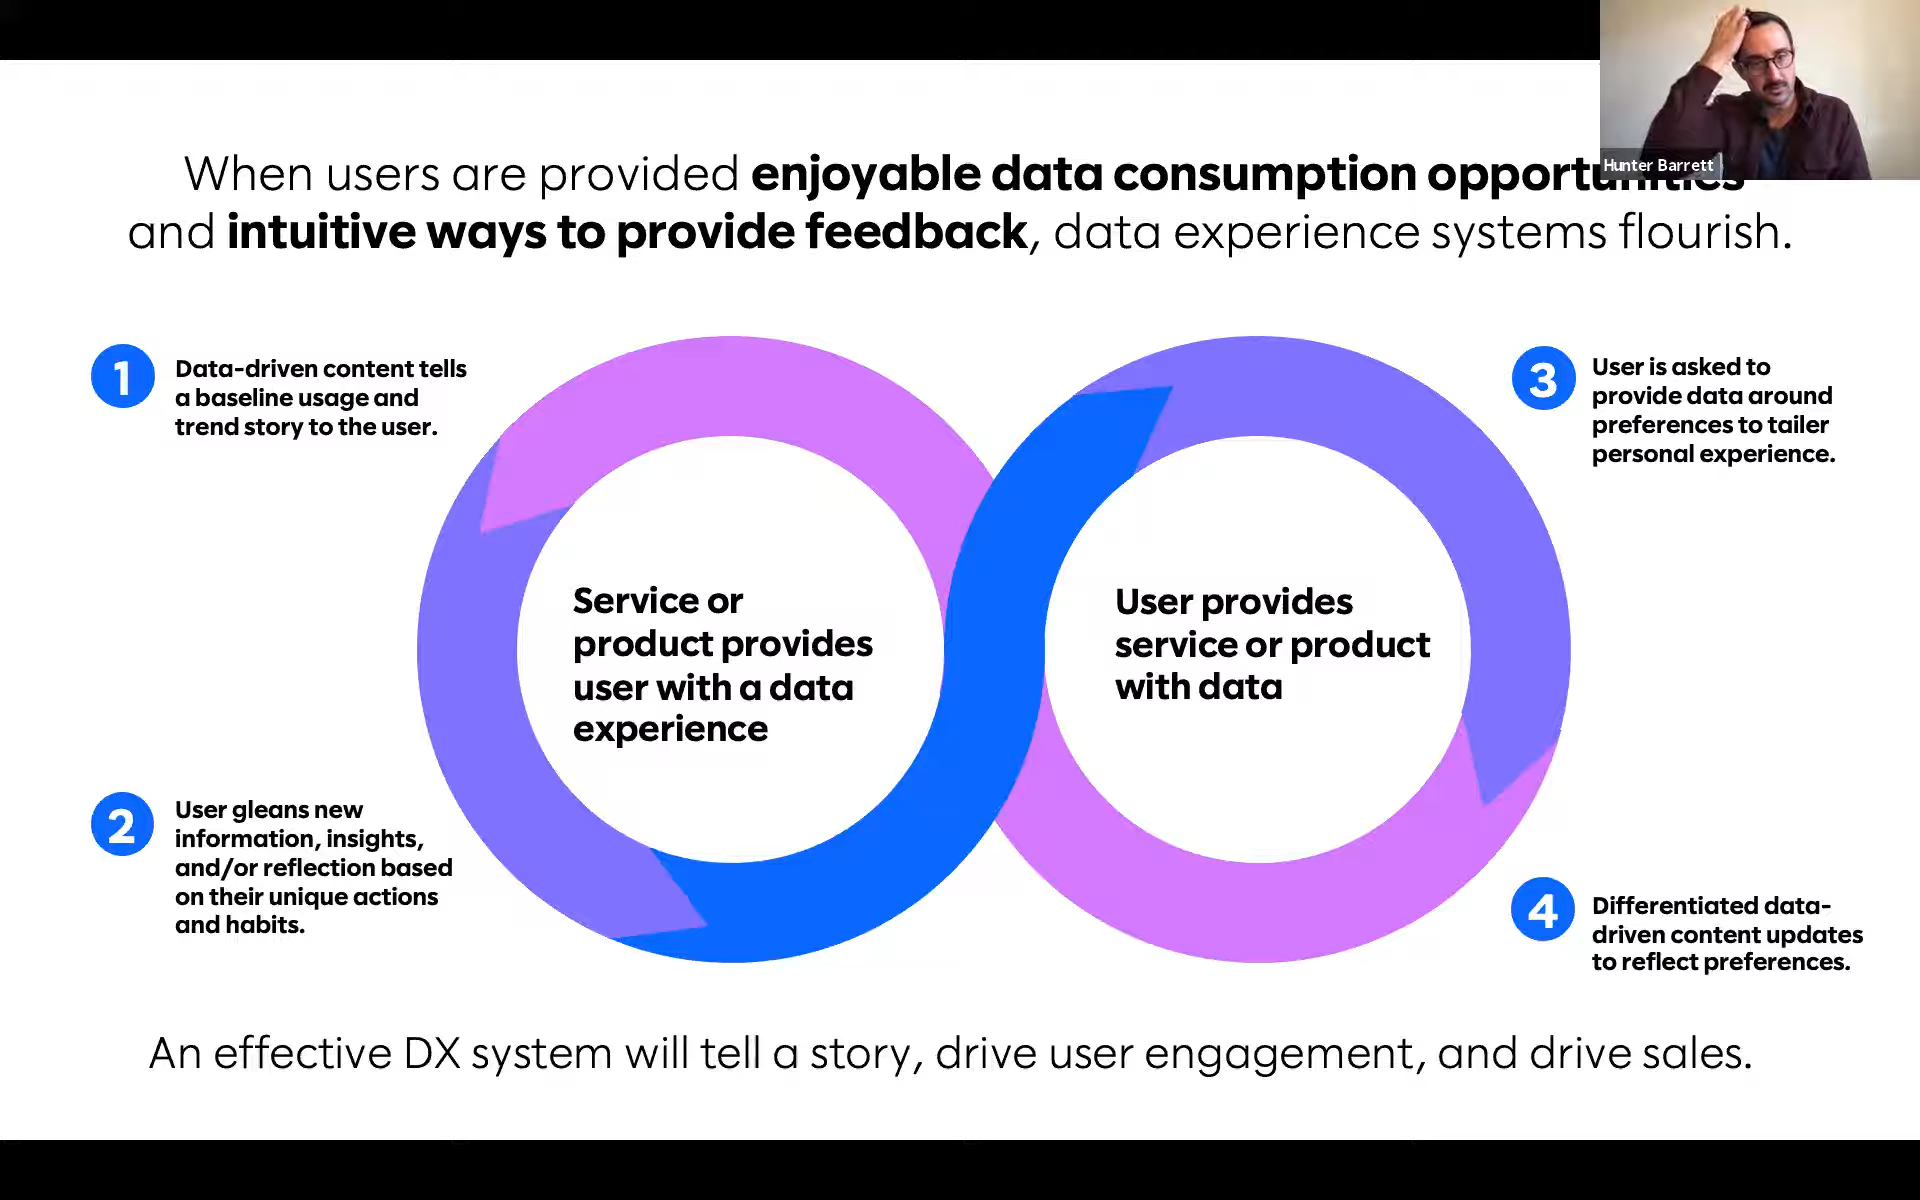 Hunter Barrett
When users are provided enjoyable data consumption opportunities
and intuitive ways to provide feedback, data experience systems flourish.
1
Data-driven content tells
a baseline usage and
trend story to the user.
2
User gleans new
information, insights,
and/or reflection based
on their unique actions
and habits.
Service or
product provides
user with a data
experience
User provides
service or product
with data
3
User is asked to
provide data around
preferences to tailer
personal experience.
4
Differentiated data-
driven content updates
to reflect preferences.
An effective DX system will tell a story, drive user engagement, and drive sales.